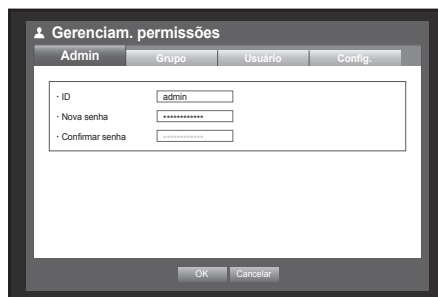 Gerenciam. permissões
Admin Grupo Usuário Config.
· ID admin
· Nova senha ************
· Confirmar senha ************
OK Cancelar